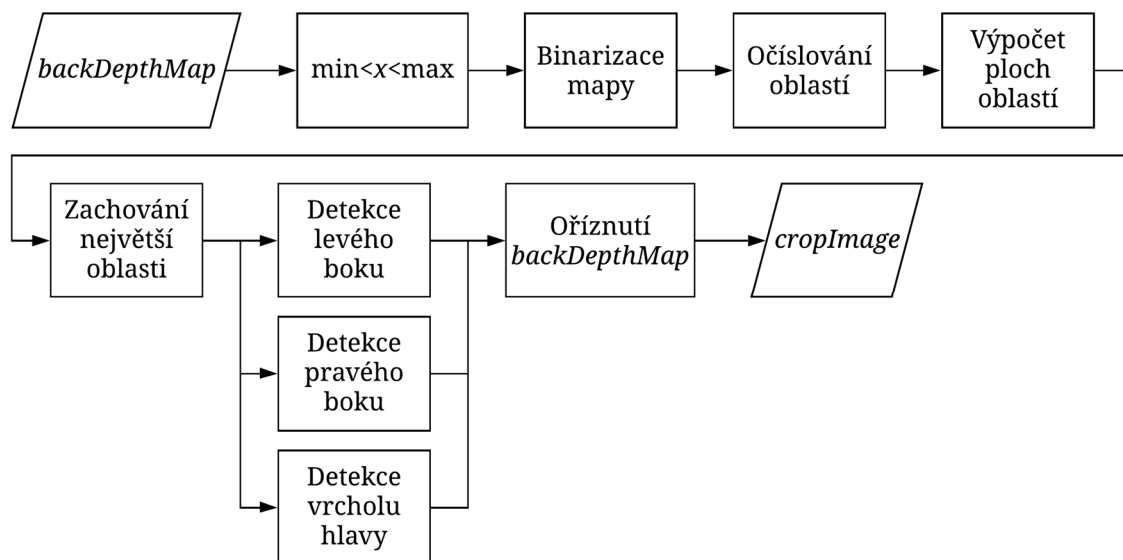 backDepthMap
min<x<max
Binarizace
mapy
Očíslování
oblastí
Výpočet
ploch
oblastí
Zachování
největší
oblasti
Detekce
levého
boku
Oříznutí
backDepthMap
cropImage
Detekce
pravého
boku
Detekce
vrcholu
hlavy